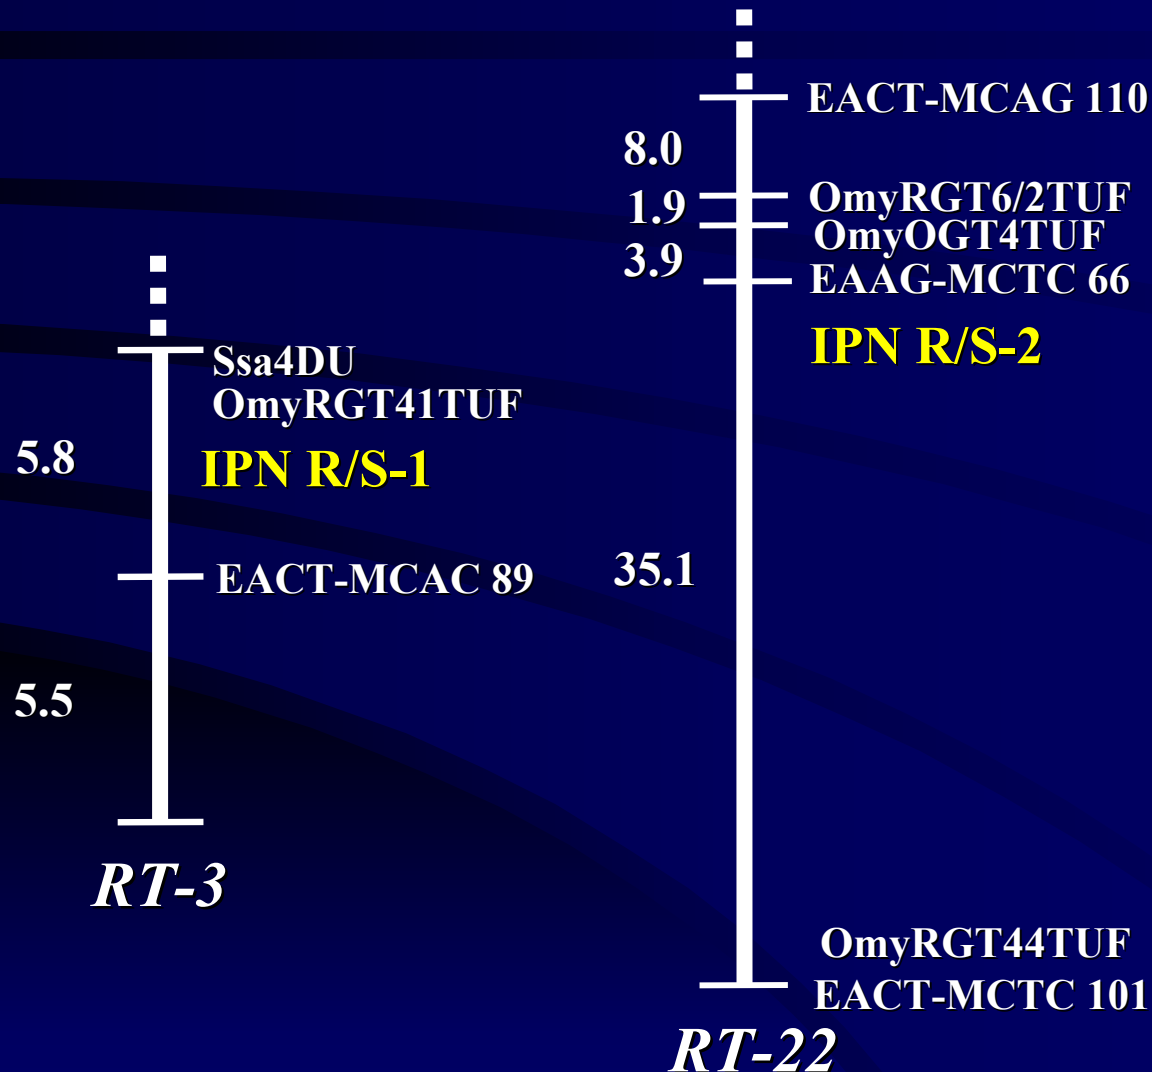 Ssa4DU
OmyRGT41TUF
5.8
IPN R/S-1
EACT-MCAC 89
5.5
RT-3
EACT-MCAG 110
8.0
OmyRGT6/2TUF
1.9
OmyOGT4TUF
3.9
EAAG-MCTC 66
IPN R/S-2
35.1
OmyRGT44TUF
EACT-MCTC 101
RT-22